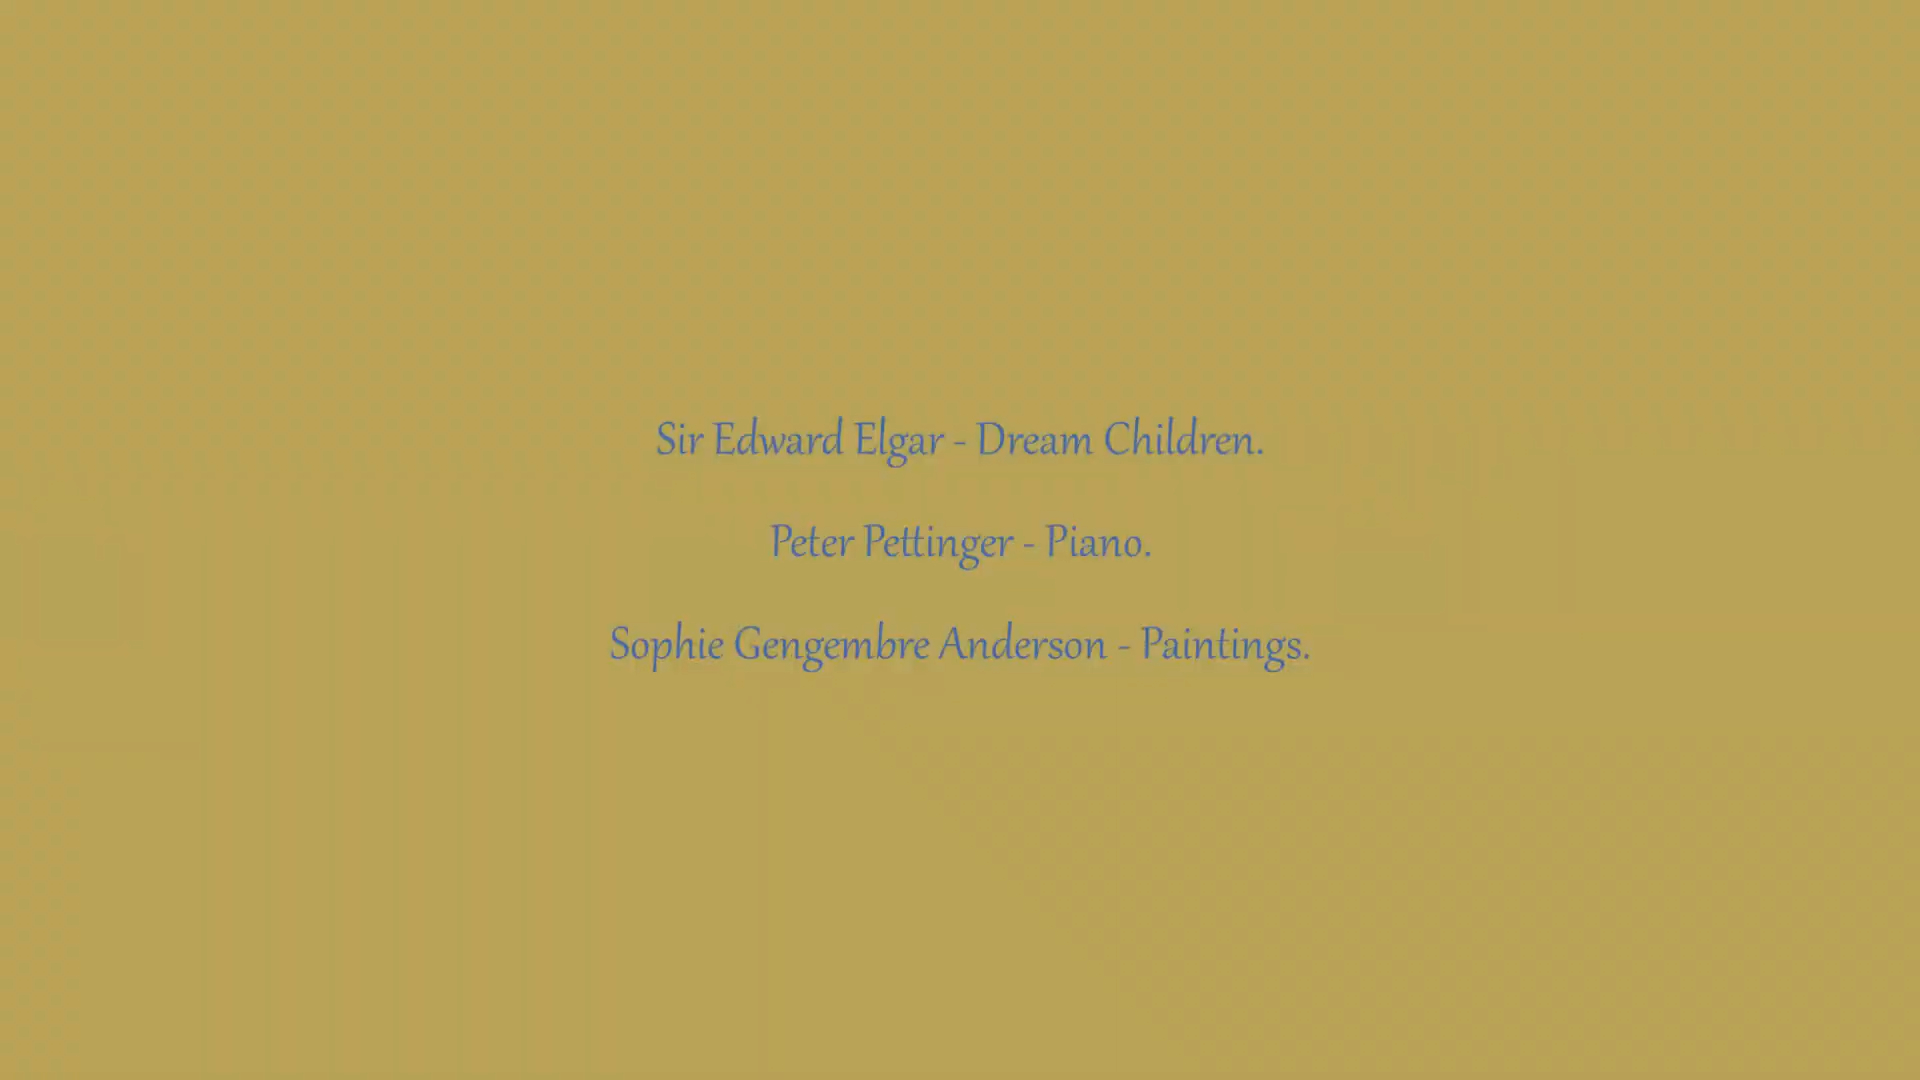 Sir Edward Elgar - Dream Children.
Peter Pettinger - Piano.
Sophie Gengembre Anderson - Paintings.